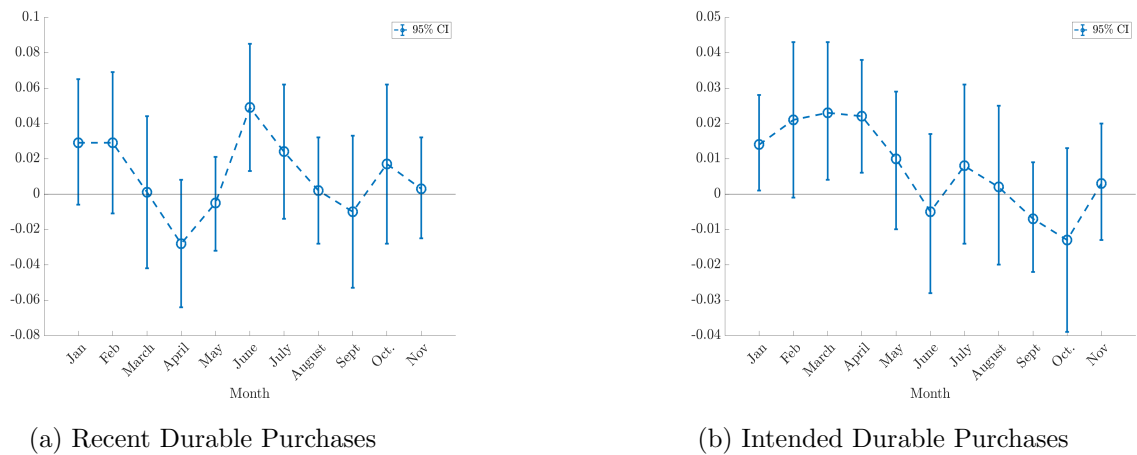 0.1
0.08
0.06
0.04
0.02
0
-0.02
-0.04
-0.06
-0.08
95% CI
Jan
Feb
March
April
May
June
July
August
Sept
Oct.
Nov
Month
(a) Recent Durable Purchases
0.05
0.04
0.03
0.02
0.01
0
-0.01
-0.02
-0.03
-0.04
95% CI
Jan
Feb
March
April
May
June
July
August
Sept
Oct.
Nov
Month
(b) Intended Durable Purchases